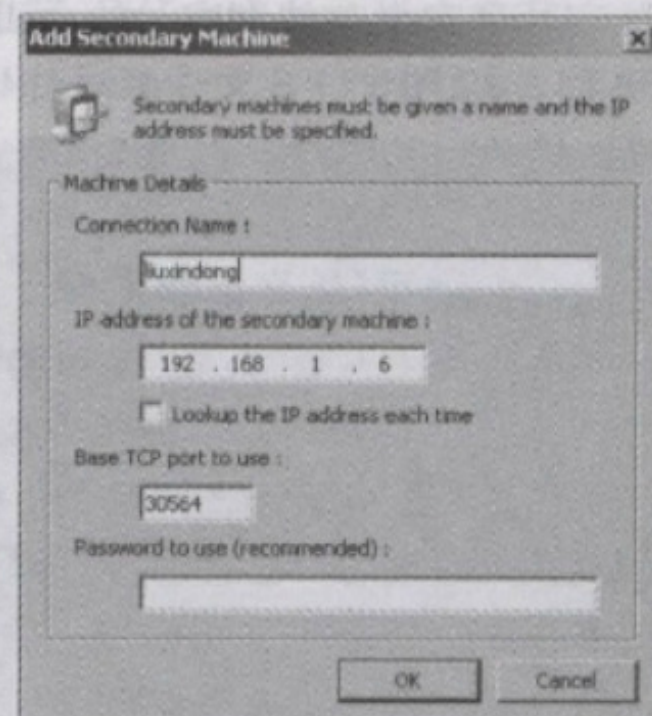 Add Secondary Machine
Secondary machines must be given a name and the IP
address must be specified.
Machine Details
Connection Name :
liuxindong
IP address of the secondary machine :
192 . 168 . 1 . 6
Lookup the IP address each time
Base TCP port to use :
30564
Password to use (recommended) :
OK
Cancel